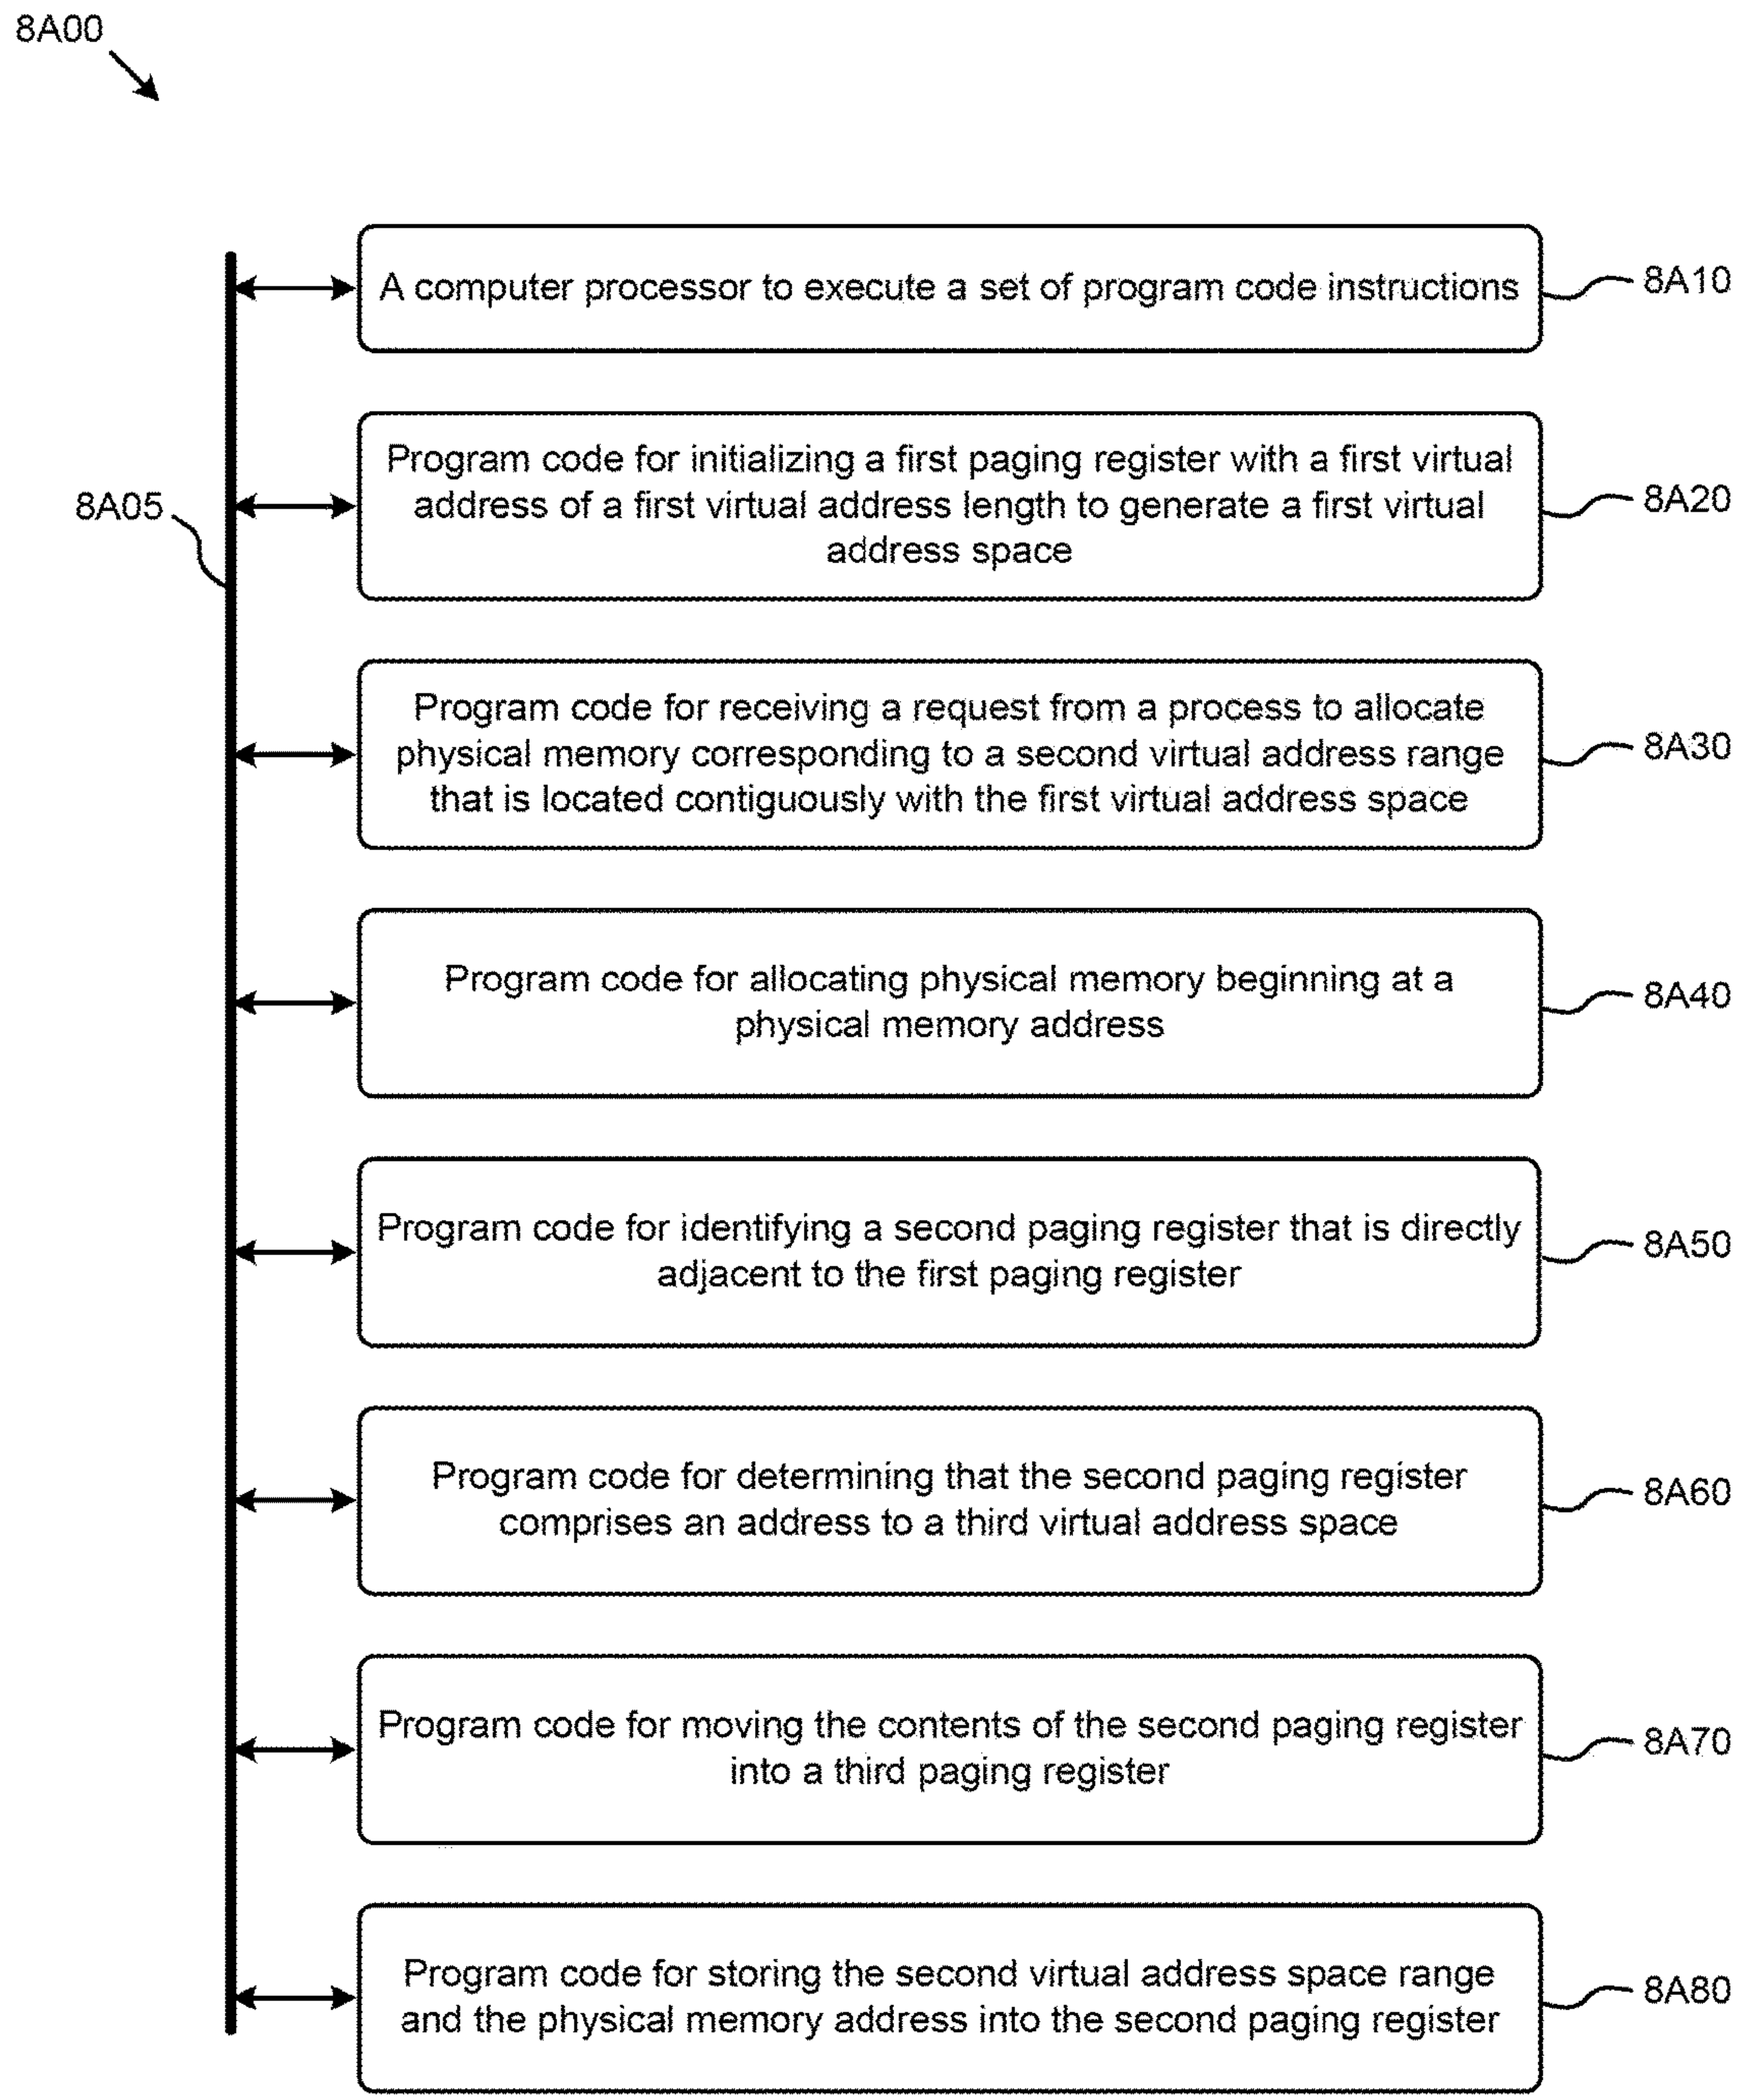 8A00
A computer processor to execute a set of program code instructions
8A10
Program code for initializing a first paging register with a first virtual
address of a first virtual address length to generate a first virtual
address space
8A20
8A05
Program code for receiving a request from a process to allocate
physical memory corresponding to a second virtual address range
that is located contiguously with the first virtual address space
8A30
Program code for allocating physical memory beginning at a
physical memory address
8A40
Program code for identifying a second paging register that is directly
adjacent to the first paging register
8A50
Program code for determining that the second paging register
comprises an address to a third virtual address space
8A60
Program code for moving the contents of the second paging register
into a third paging register
8A70
Program code for storing the second virtual address space range
and the physical memory address into the second paging register
8A80